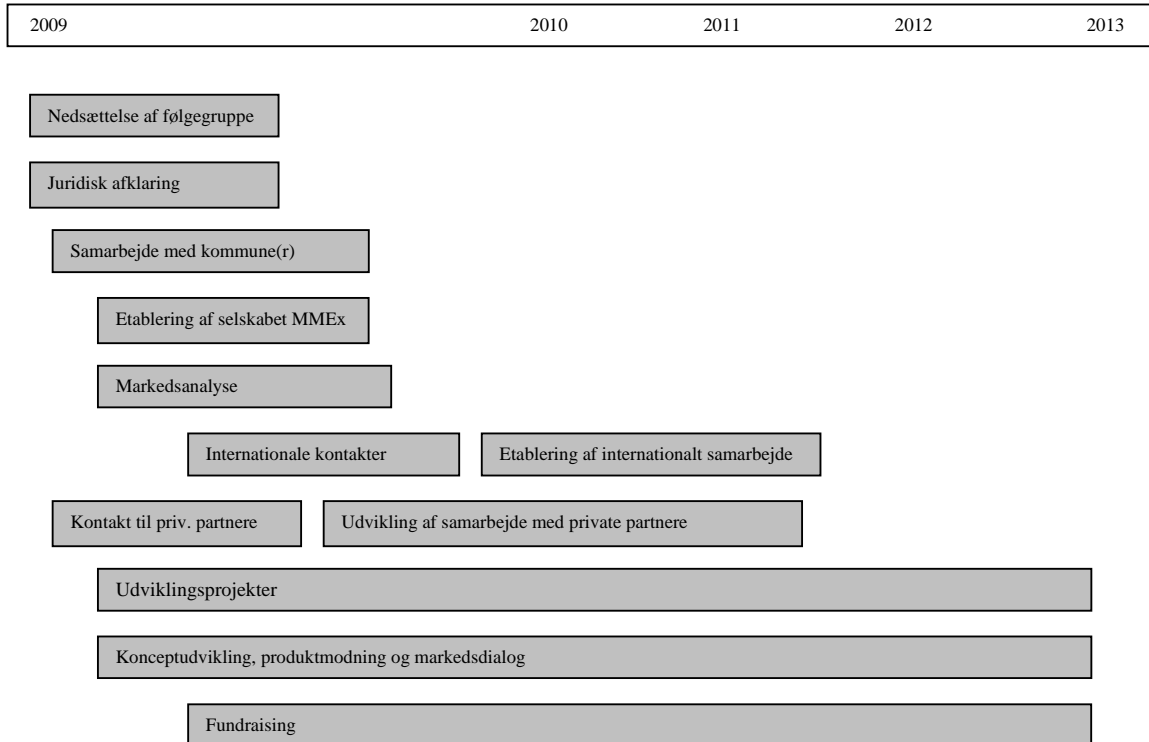 2009 2010 2011 2012 2013
Nedsættelse af følgegruppe
Juridisk afklaring
Samarbejde med kommune(r)
Etablering af selskabet MMEx
Markedsanalyse
Internationale kontakter Etablering af internationalt samarbejde
Kontakt til priv. partnere Udvikling af samarbejde med private partnere
Udviklingsprojekter
Konceptudvikling, produktmodning og markedsdialog
Fundraising